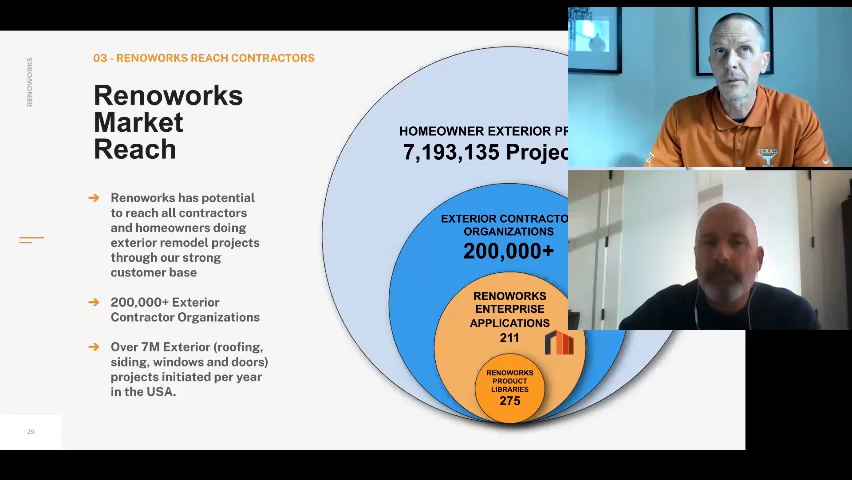 RENOWORKS
03 - RENOWORKS REACH CONTRACTORS
Renoworks
Market
Reach
➔ Renoworks has potential
to reach all contractors
and homeowners doing
exterior remodel projects
through our strong
customer base
➔ 200,000+ Exterior
Contractor Organizations
➔ Over 7M Exterior (roofing,
siding, windows and doors)
projects initiated per year
in the USA.
29
HOMEOWNER EXTERIOR
7,193,135
EXTERIOR
ORGANIZATIONS
200,000+
RENOWORKS
ENTERPRISE
APPLICATIONS
211
RENOWORKS
PRODUCT
LIBRARIES
275
TEXAS